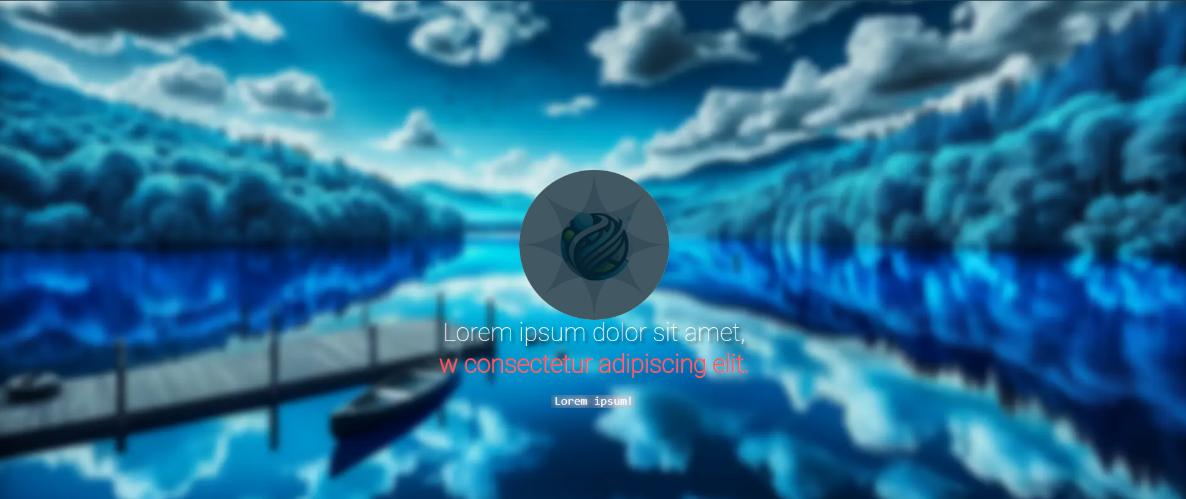 Lorem ipsum dolor sit amet,
w consectetur adipiscing elit.
Lorem ipsum!